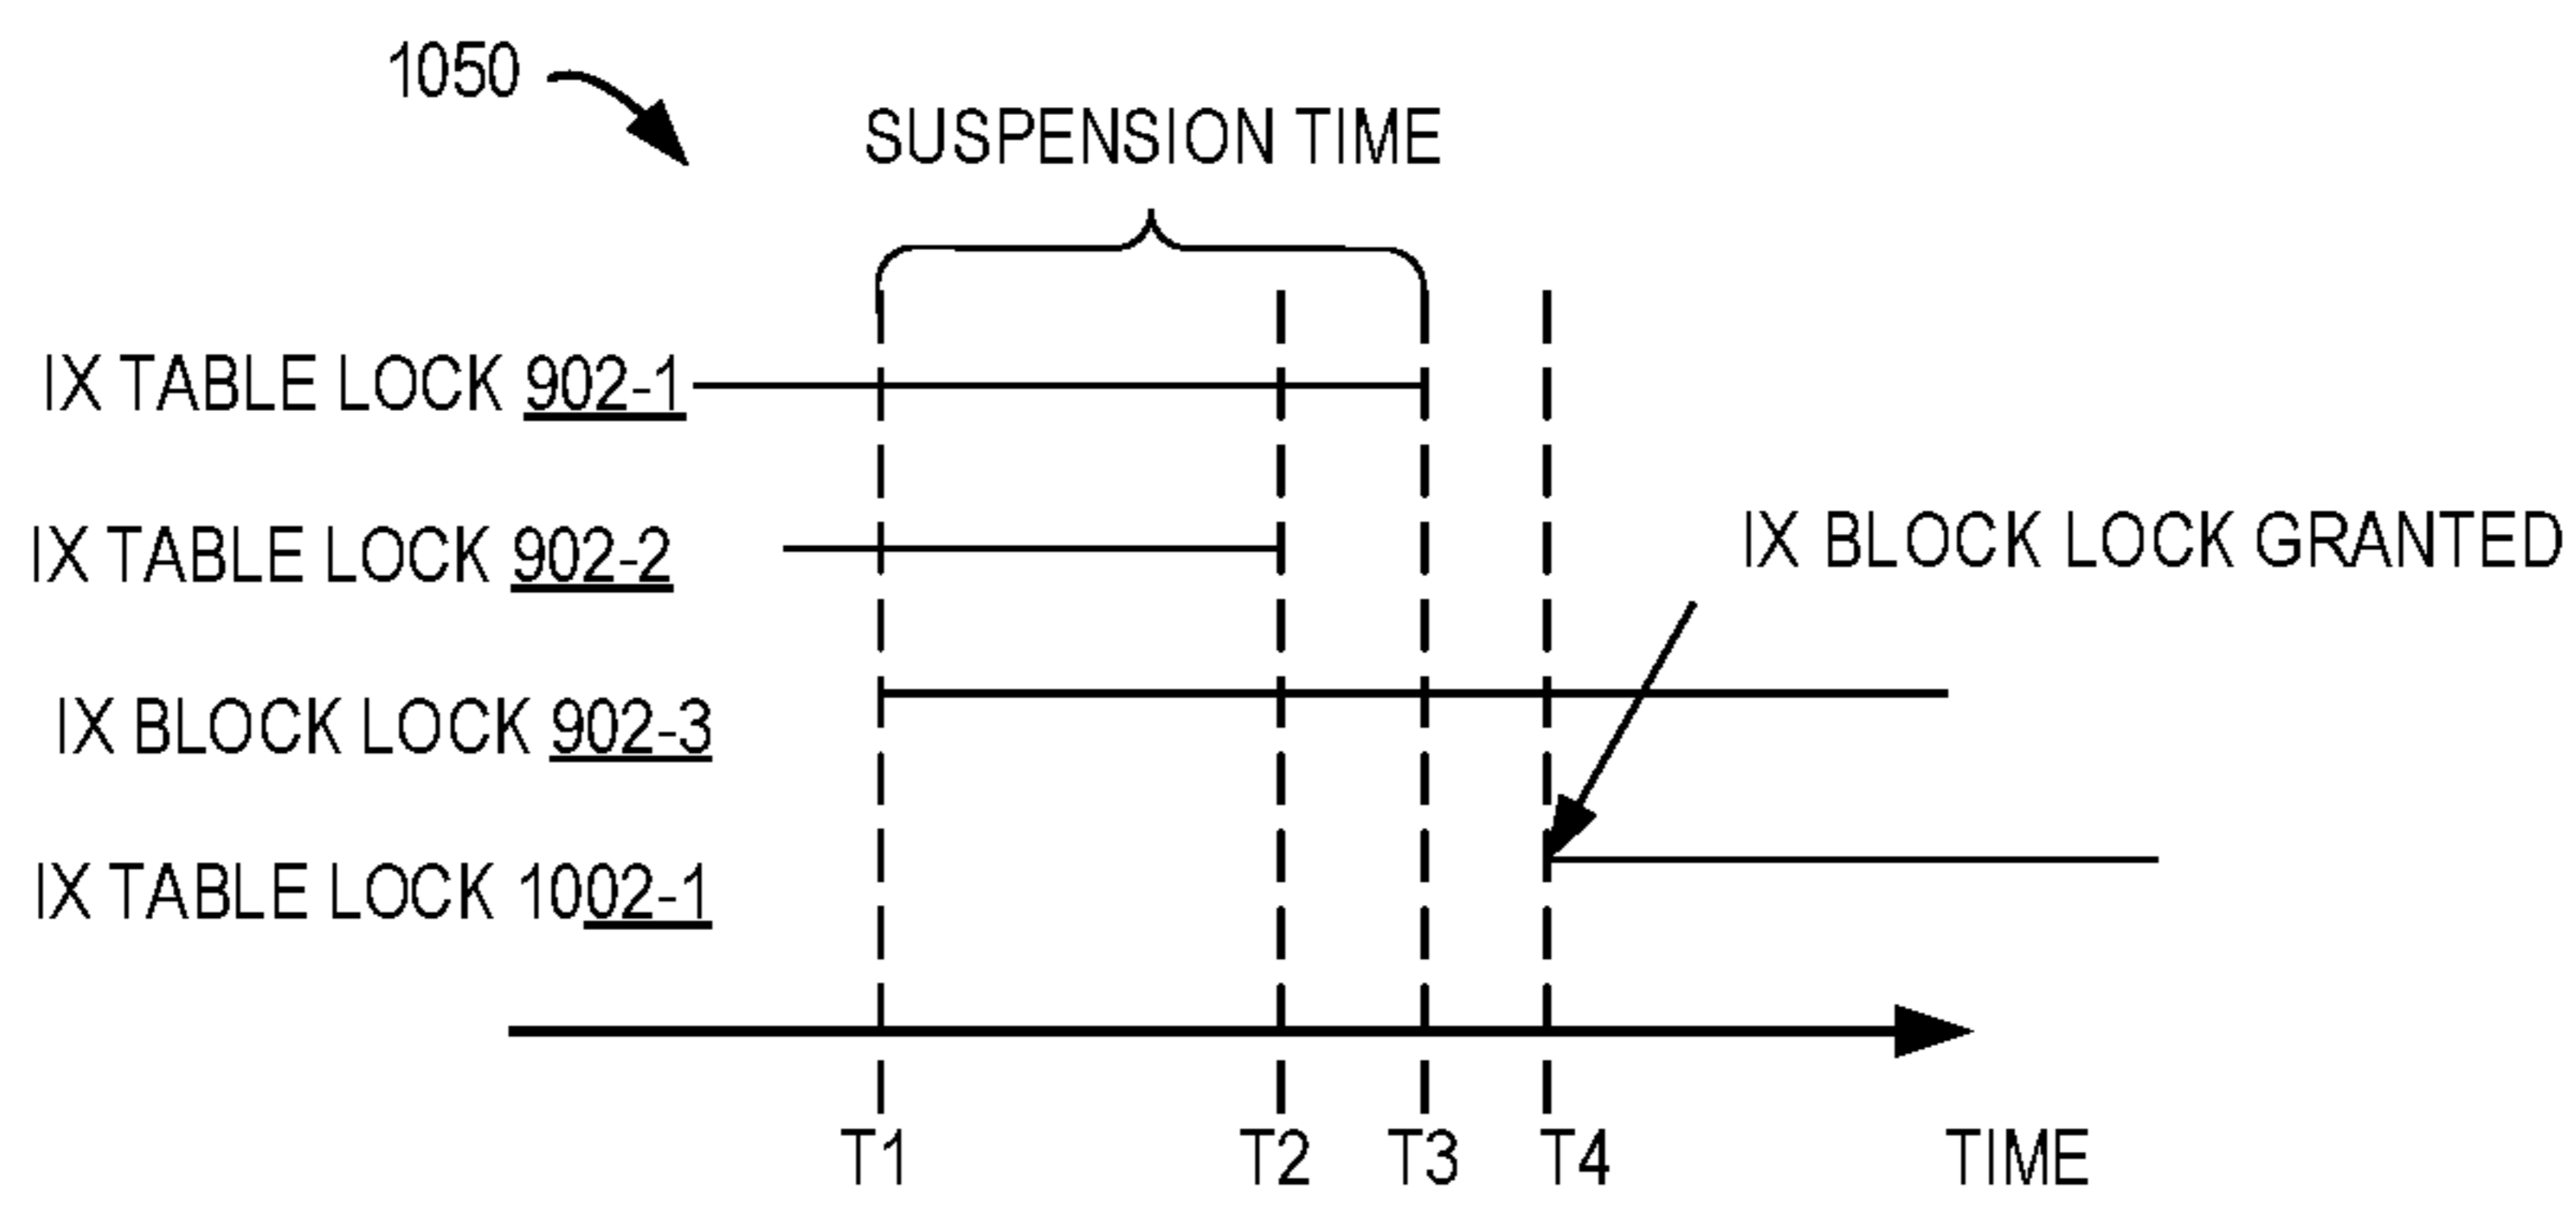 1050
SUSPENSION TIME
IX TABLE LOCK 902-1
IX TABLE LOCK 902-2
IX BLOCK LOCK GRANTED
IX BLOCK LOCK 902-3
IX TABLE LOCK 1002-1
T1 T2 T3 T4 TIME